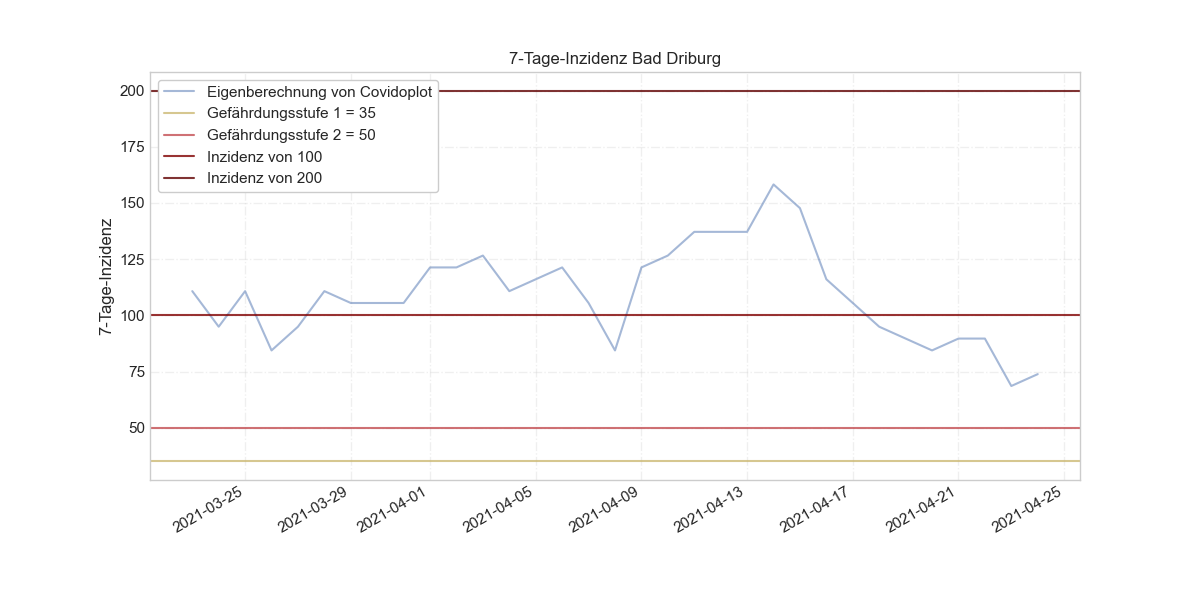 7-Tage-Inzidenz Bad Driburg
Eigenberechnung von Covidoplot
Gefährdungsstufe 1 = 35
Gefährdungsstufe 2 = 50
Inzidenz von 100
Inzidenz von 200
7-Tage-Inzidenz
200
175
150
125
100
75
50
2021-03-25
2021-03-29
2021-04-01
2021-04-05
2021-04-09
2021-04-13
2021-04-17
2021-04-21
2021-04-25